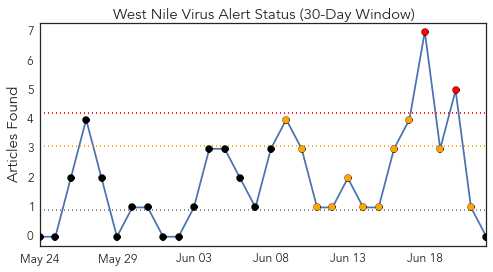 West Nile Virus Alert Status (30-Day Window)
Articles Found
7
6
5
4
3
2
1
0
May 24
May 29
Jun 03
Jun 08
Jun 13
Jun 18